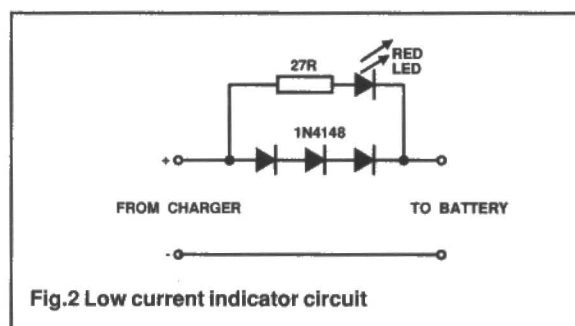 RED
LED
27R
1N4148
+
FROM CHARGER
TO BATTERY
-
Fig.2 Low current indicator circuit